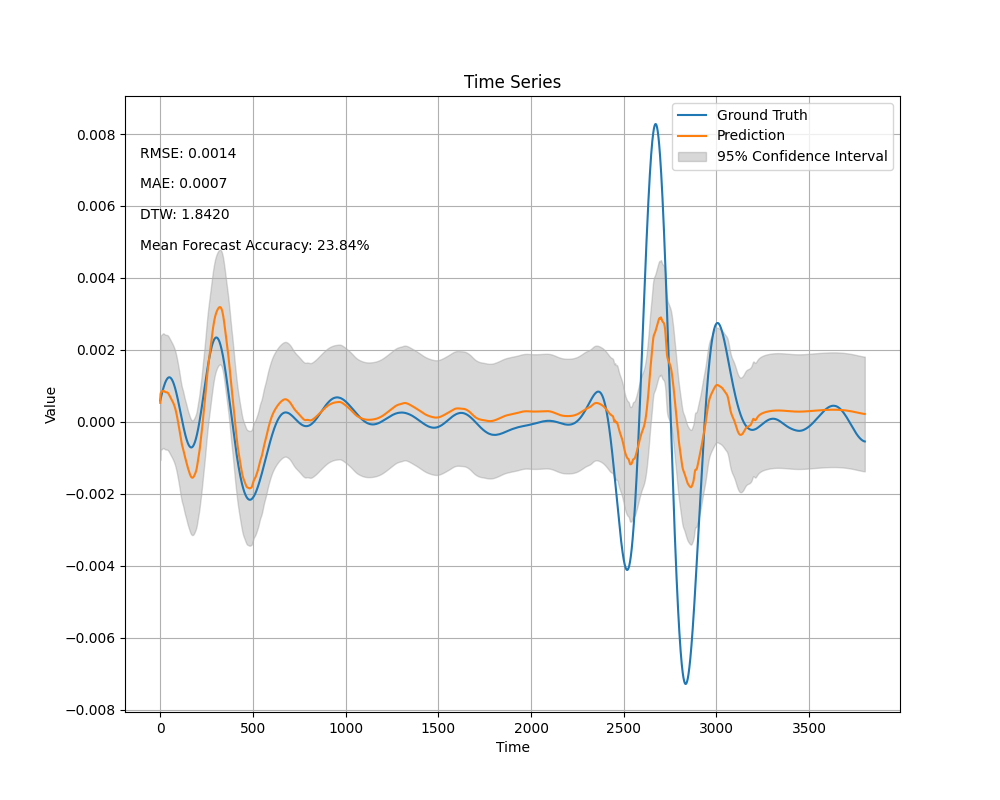 Time Series
Ground Truth
Prediction
95% Confidence Interval
RMSE: 0.0014
MAE: 0.0007
DTW: 1.8420
Mean Forecast Accuracy: 23.84%
Value
0.008
0.006
0.004
0.002
0.000
−0.002
−0.004
−0.006
−0.008
0 500 1000 1500 2000 2500 3000 3500
Time